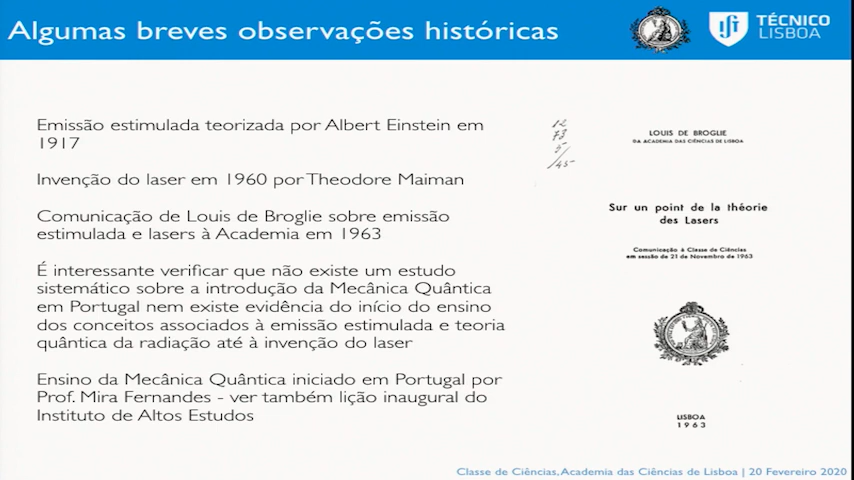 Algumas breves observações históricas
TÉCNICO
LISBOA
Emissão estimulada teorizada por Albert Einstein em
1917
Invenção do laser em 1960 por Theodore Maiman
Comunicação de Louis de Broglie sobre emissão
estimulada e lasers à Academia em 1963
É interessante verificar que não existe um estudo
sistemático sobre a introdução da Mecânica Quântica
em Portugal nem existe evidência do início do ensino
dos conceitos associados à emissão estimulada e teoria
quântica da radiação até à invenção do laser
Ensino da Mecânica Quântica iniciado em Portugal por
Prof. Mira Fernandes - ver também lição inaugural do
Instituto de Altos Estudos
12
73
5/
/45
LOUIS DE BROGLIE
DA ACADEMIA DAS CIÊNCIAS DE LISBOA
Sur un point de la théorie
des Lasers
Comunicação à Classe de Ciências
em sessão de 21 de Novembro de 1963
LISBOA
1963
Classe de Ciências, Academia das Ciências de Lisboa | 20 Fevereiro 2020